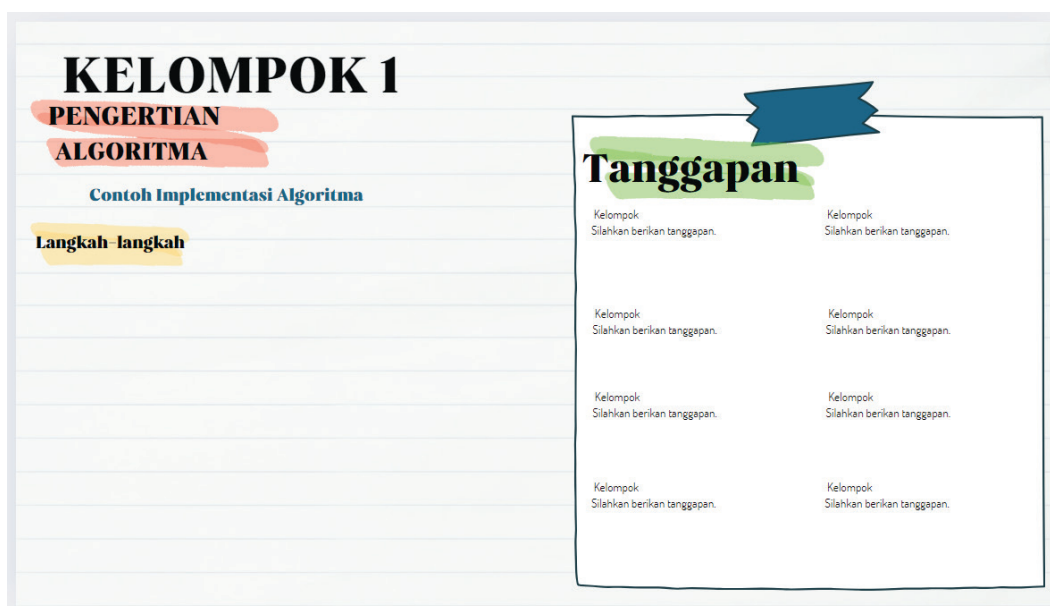 KELOMPOK 1
PENGERTIAN
ALGORITMA
Contoh Implementasi Algoritma
Langkah-langkah
Tanggapan
Kelompok
Silahkan berikan tanggapan.
Kelompok
Silahkan berikan tanggapan.
Kelompok
Silahkan berikan tanggapan.
Kelompok
Silahkan berikan tanggapan.
Kelompok
Silahkan berikan tanggapan.
Kelompok
Silahkan berikan tanggapan.
Kelompok
Silahkan berikan tanggapan.
Kelompok
Silahkan berikan tanggapan.